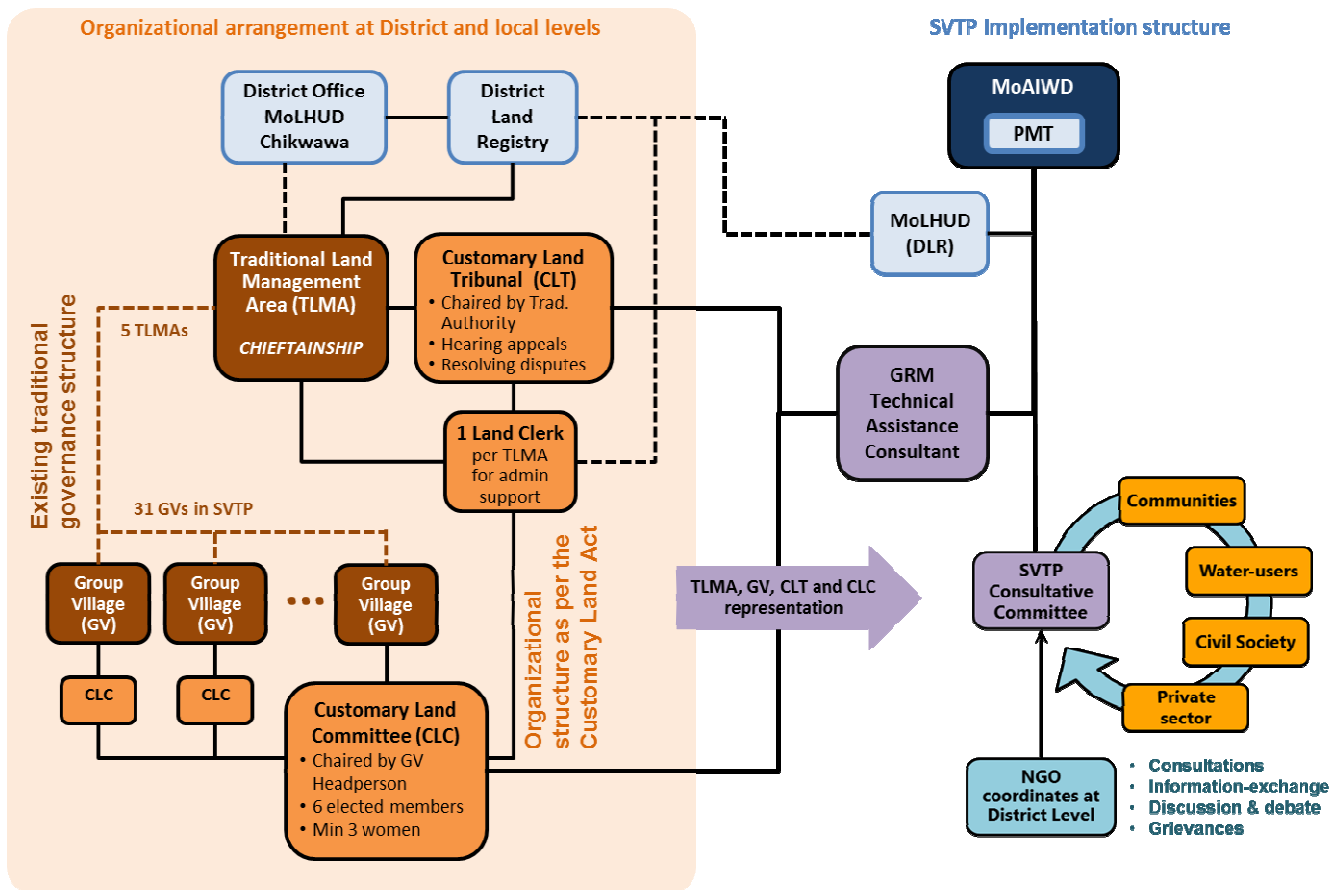 Organizational arrangement at District and local levels
SVTP Implementation structure
District Office
MoLHUD
Chikwawa
District
Land
Registry
MoAIWD
PMT
MoLHUD
(DLR)
Traditional Land
Management
Area (TLMA)
CHIEFTAINSHIP
Customary Land
Tribunal (CLT)
• Chaired by Trad.
Authority
• Hearing appeals
• Resolving disputes
5 TLMAs
Existing traditional
governance structure
GRM
Technical
Assistance
Consultant
1 Land Clerk
per TLMA
for admin
support
31 GVs in SVTP
Group
Village
(GV)
Group
Village
(GV)
•••
Group
Village
(GV)
Organizational
structure as per the
Customary Land Act
TLMA, GV, CLT and CLC
representation
SVTP
Consultative
Committee
Communities
Water-users
Civil Society
Private
sector
CLC
CLC
Customary Land
Committee (CLC)
• Chaired by GV
Headperson
• 6 elected members
• Min 3 women
NGO
coordinates at
District Level
• Consultations
• Information-exchange
• Discussion & debate
• Grievances